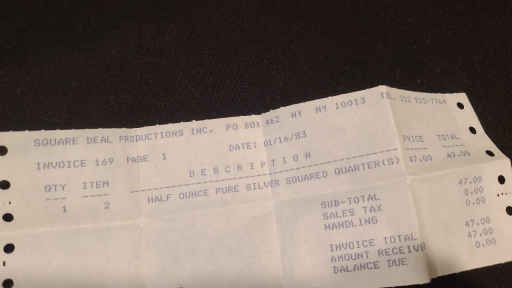 SQUARE DEAL PRODUCTIONS INC. PO BOX 462 NY NY 10013
INVOICE 169 PAGE 1 DATE: 01/16/83
DESCRIPTION PRICE TOTAL
QTY ITEM
1 2 HALF OUNCE PURE SILVER SQUARED QUARTER(S) 47.00 47.00
SUB-TOTAL 47.00
SALES TAX 0.00
HANDLING 0.00
INVOICE TOTAL 47.00
AMOUNT RECEIVE 47.00
BALANCE DUE 0.00